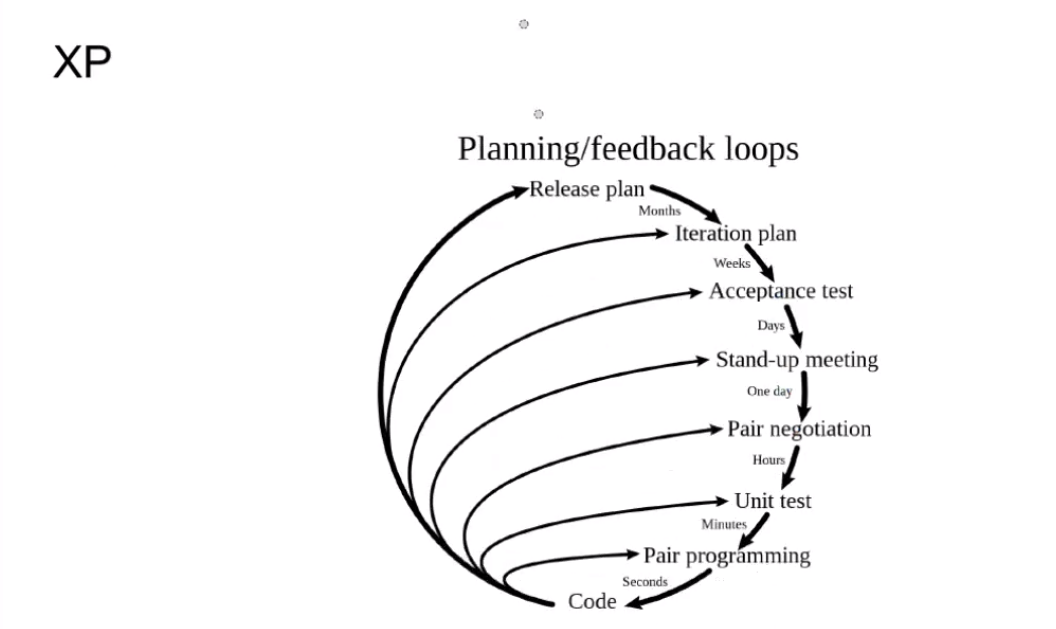 XP
Planning/feedback loops
Release plan
Months
Iteration plan
Weeks
Acceptance test
Days
Stand-up meeting
One day
Pair negotiation
Hours
Unit test
Minutes
Pair programming
Seconds
Code